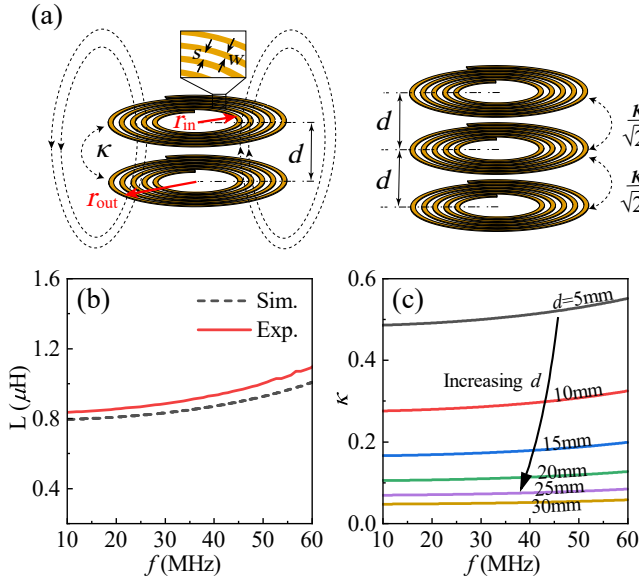 (a)
s
w
r_in
κ
d
r_out
d
d
κ/√2
κ/√2
(b)
Sim.
Exp.
1.6
1.2
0.8
0.4
L (μH)
10 20 30 40 50 60
f (MHz)
(c)
d=5mm
Increasing d
10mm
15mm
20mm
25mm
30mm
0.6
0.4
0.2
0.0
κ
10 20 30 40 50 60
f (MHz)